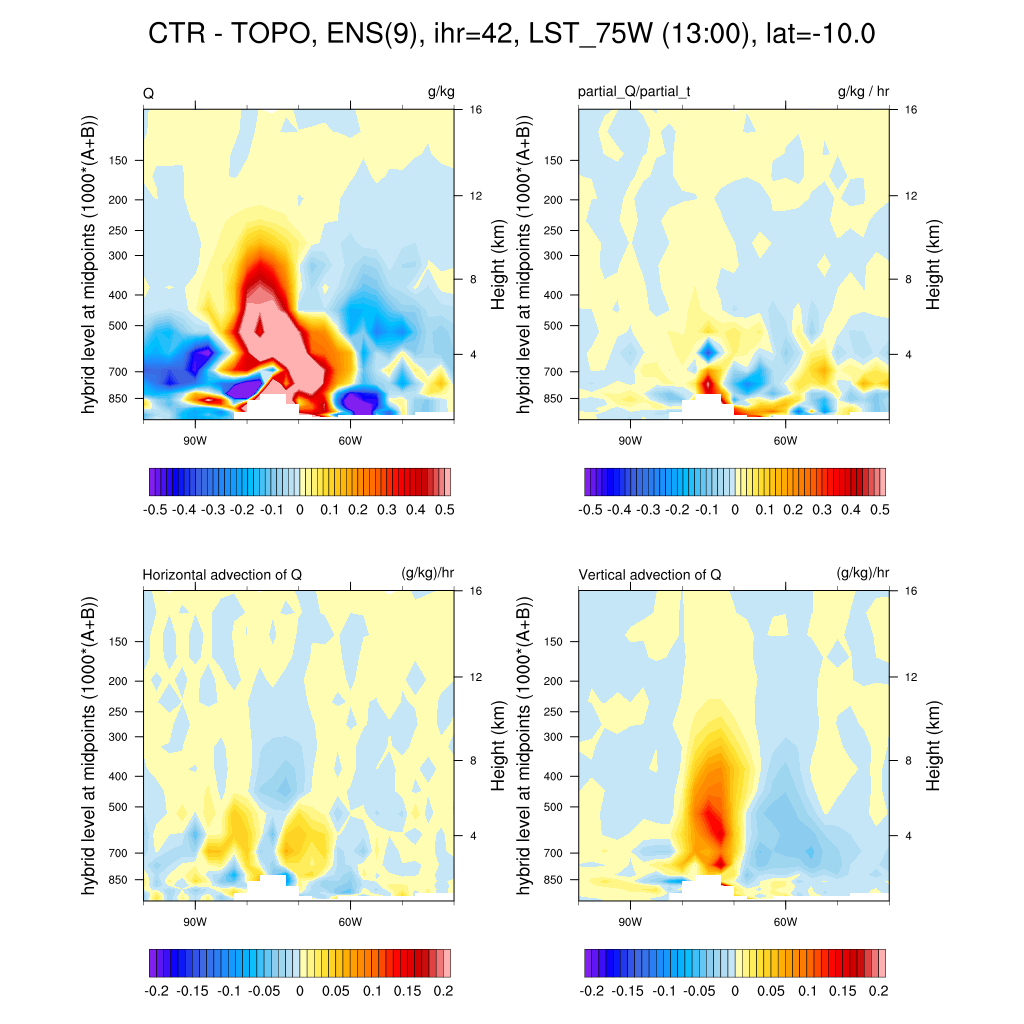 CTR - TOPO, ENS(9), ihr=42, LST_75W (13:00), lat=-10.0
Q g/kg
hybrid level at midpoints (1000*(A+B))
150
200
250
300
400
500
700
850
16
12
8
4
Height (km)
90W 60W
-0.5 -0.4 -0.3 -0.2 -0.1 0 0.1 0.2 0.3 0.4 0.5
partial_Q/partial_t g/kg / hr
hybrid level at midpoints (1000*(A+B))
150
200
250
300
400
500
700
850
16
12
8
4
Height (km)
90W 60W
-0.5 -0.4 -0.3 -0.2 -0.1 0 0.1 0.2 0.3 0.4 0.5
Horizontal advection of Q (g/kg)/hr
hybrid level at midpoints (1000*(A+B))
150
200
250
300
400
500
700
850
16
12
8
4
Height (km)
90W 60W
-0.2 -0.15 -0.1 -0.05 0 0.05 0.1 0.15 0.2
Vertical advection of Q (g/kg)/hr
hybrid level at midpoints (1000*(A+B))
150
200
250
300
400
500
700
850
16
12
8
4
Height (km)
90W 60W
-0.2 -0.15 -0.1 -0.05 0 0.05 0.1 0.15 0.2